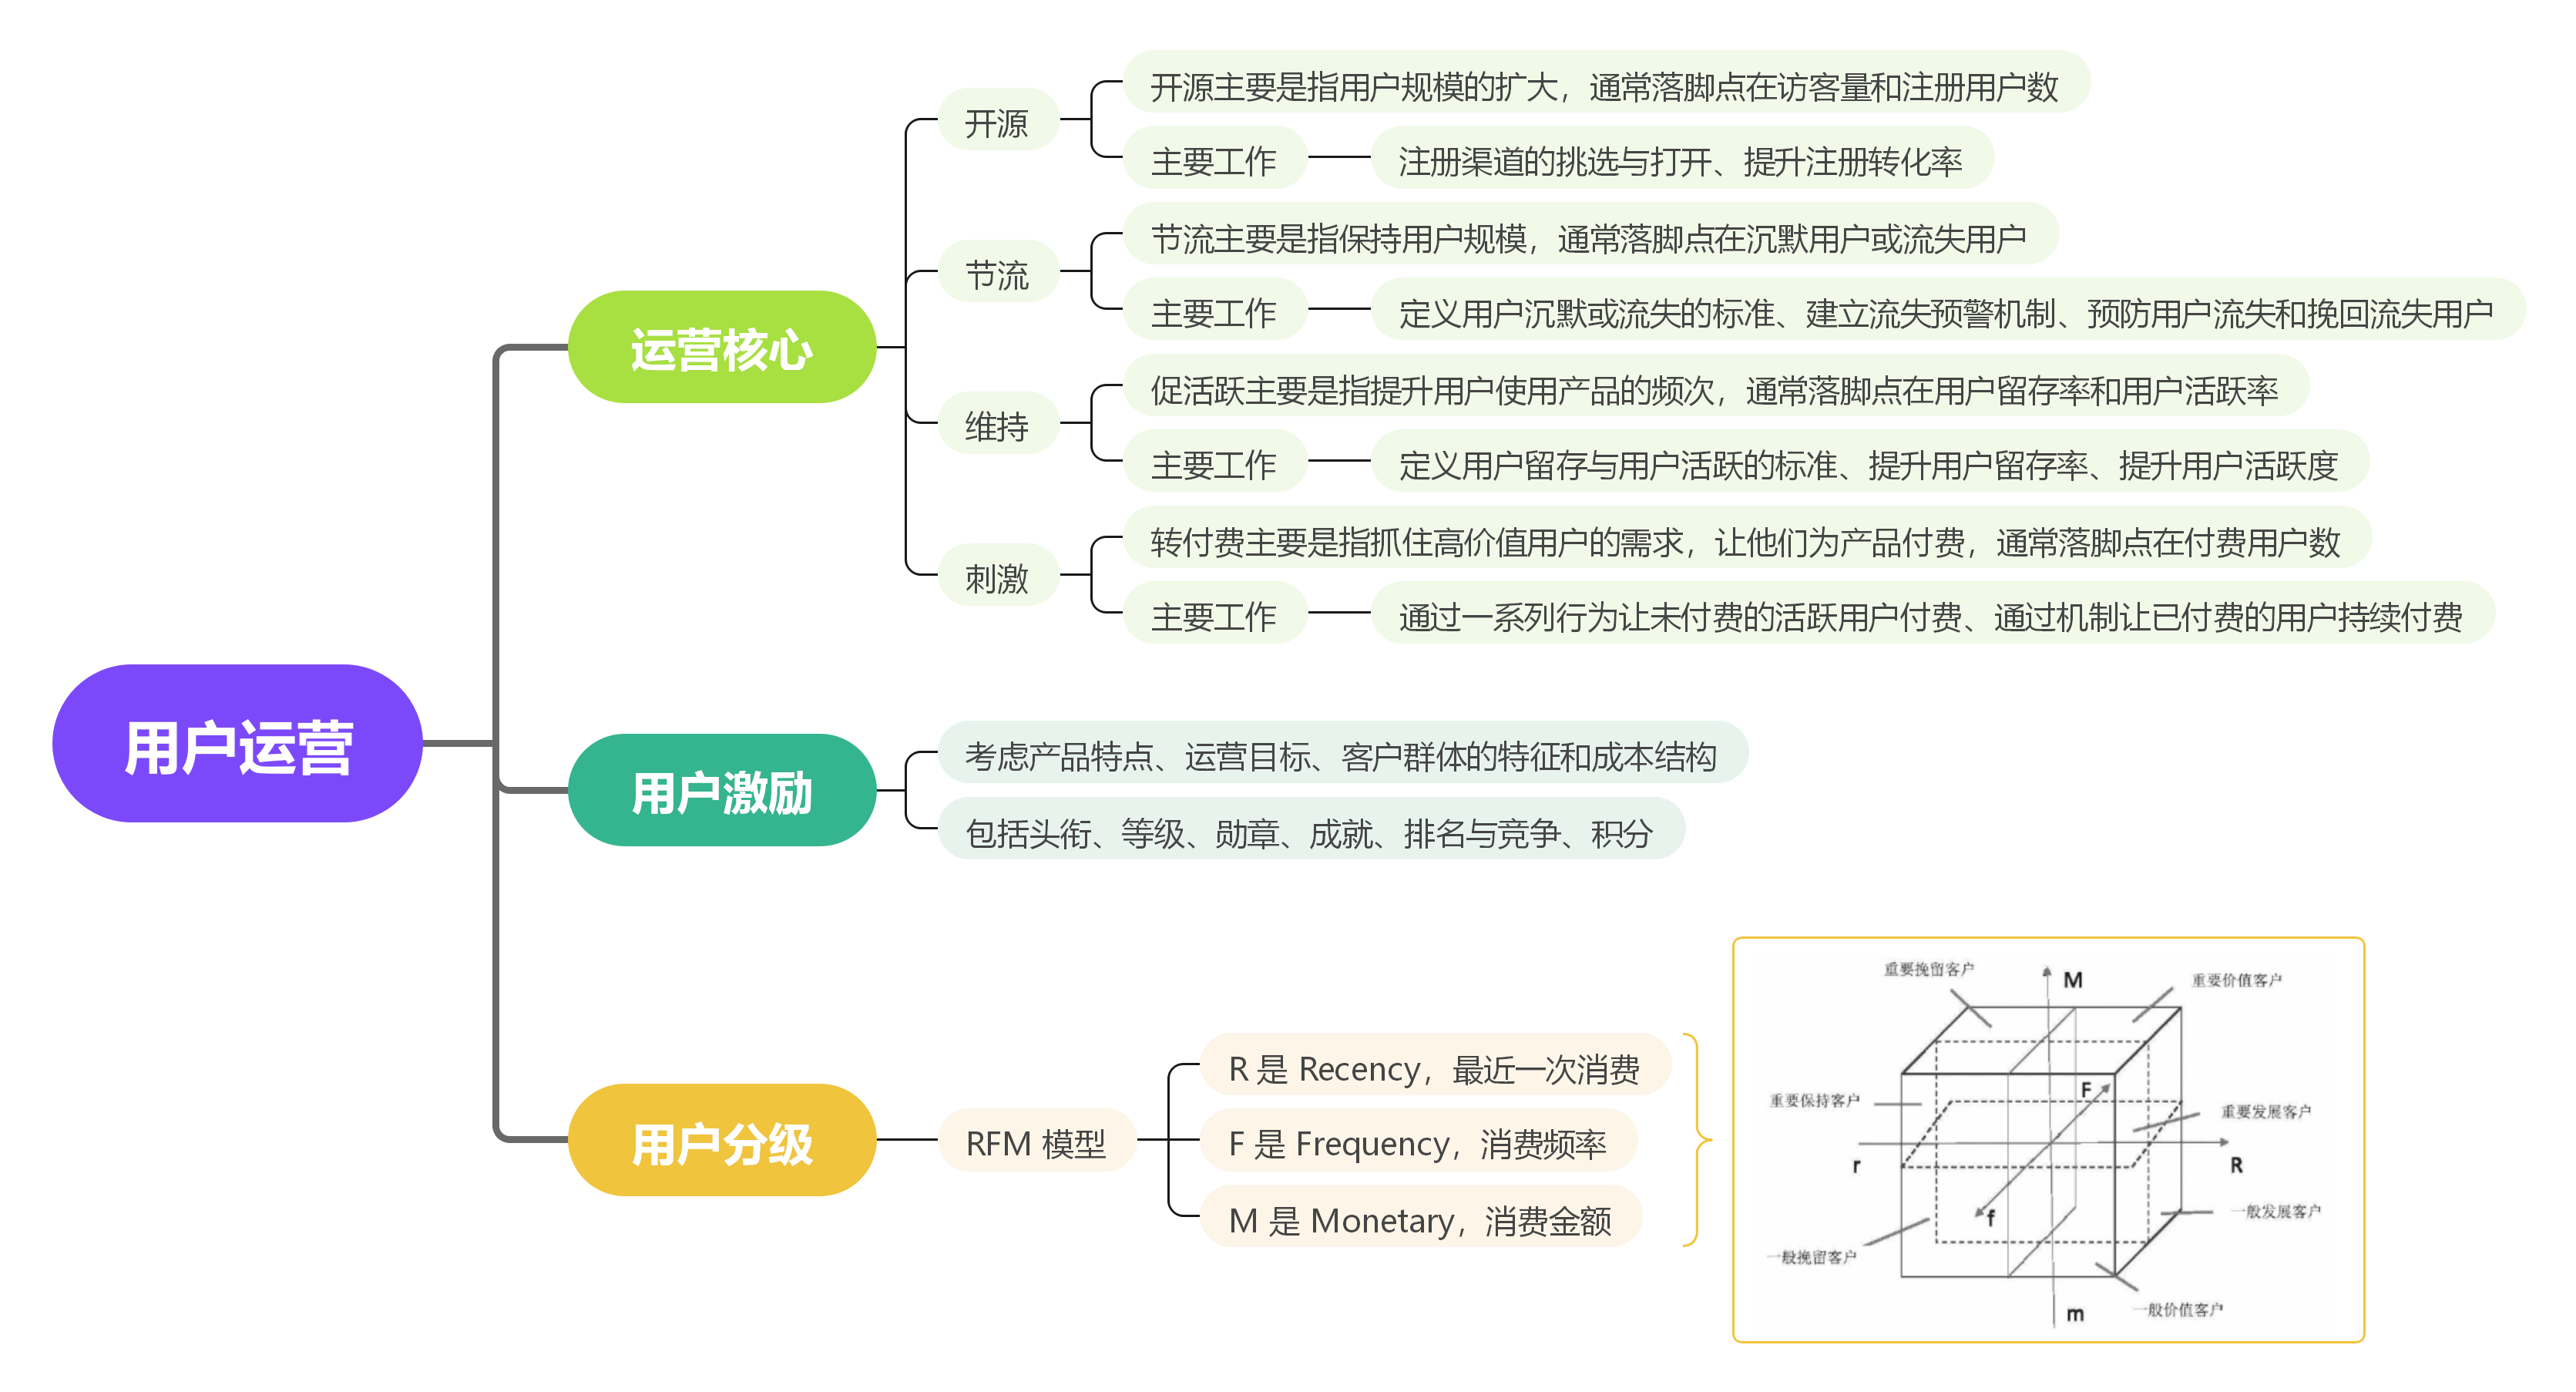 用户运营
运营核心
开源
开源主要是指用户规模的扩大，通常落脚点在访客量和注册用户数
主要工作
注册渠道的挑选与打开、提升注册转化率
节流
节流主要是指保持用户规模，通常落脚点在沉默用户或流失用户
主要工作
定义用户沉默或流失的标准、建立流失预警机制、预防用户流失和挽回流失用户
维持
促活跃主要是指提升用户使用产品的频次，通常落脚点在用户留存率和用户活跃率
主要工作
定义用户留存与用户活跃的标准、提升用户留存率、提升用户活跃度
刺激
转付费主要是指抓住高价值用户的需求，让他们为产品付费，通常落脚点在付费用户数
主要工作
通过一系列行为让未付费的活跃用户付费、通过机制让已付费的用户持续付费
用户激励
考虑产品特点、运营目标、客户群体的特征和成本结构
包括头衔、等级、勋章、成就、排名与竞争、积分
用户分级
RFM 模型
R 是 Recency，最近一次消费
F 是 Frequency，消费频率
M 是 Monetary，消费金额
重要挽留客户
M
重要价值客户
F
重要保持客户
重要发展客户
r
R
f
一般发展客户
一般挽留客户
m
一般价值客户